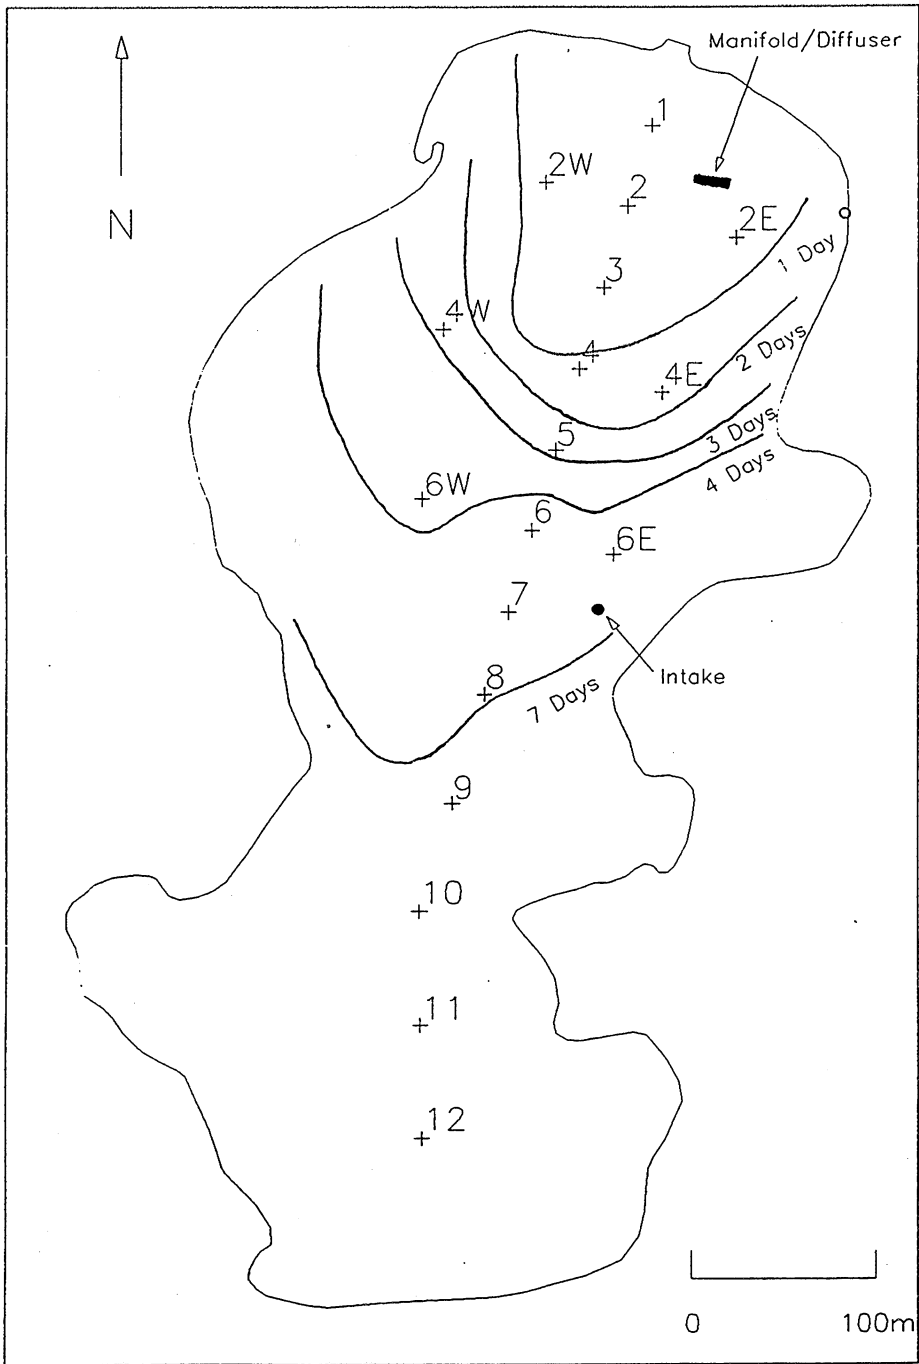 Manifold/Diffuser
N
1
2W
2
2E
3
1 Day
4W
4
4E
2 Days
5
3 Days
4 Days
6W
6
6E
7
Intake
8
7 Days
9
10
11
12
0 100m